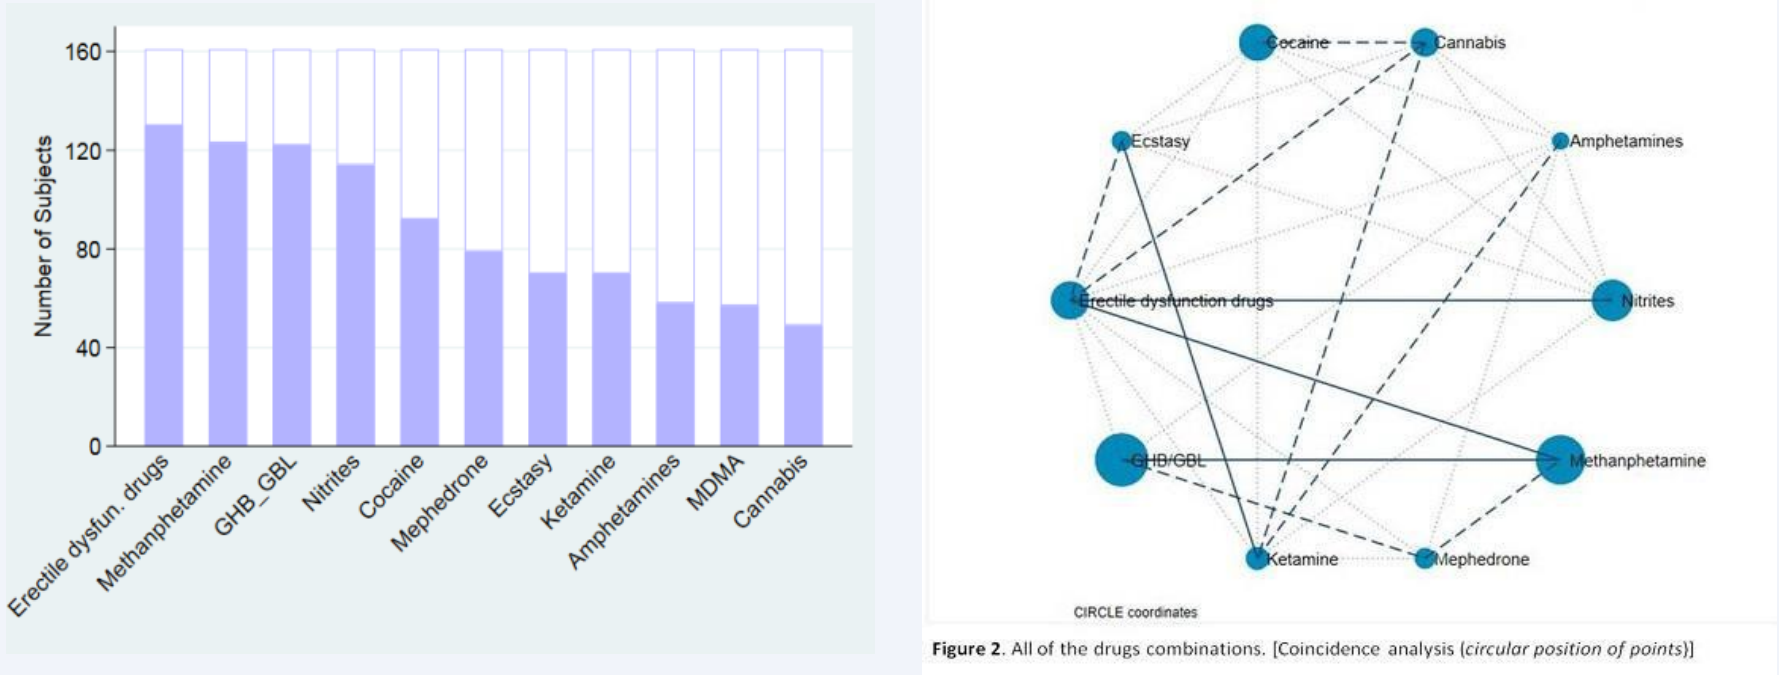 Number of Subjects
160
120
80
40
0
Erectile dysfun. drugs
Methanphetamine
GHB_GBL
Nitrites
Cocaine
Mephedrone
Ecstasy
Ketamine
Amphetamines
MDMA
Cannabis
Cocaine
Cannabis
Ecstasy
Amphetamines
Erectile dysfunction drugs
Nitrites
GHB/GBL
Methanphetamine
Ketamine
Mephedrone
CIRCLE coordinates
Figure 2. All of the drugs combinations. [Coincidence analysis (circular position of points)]